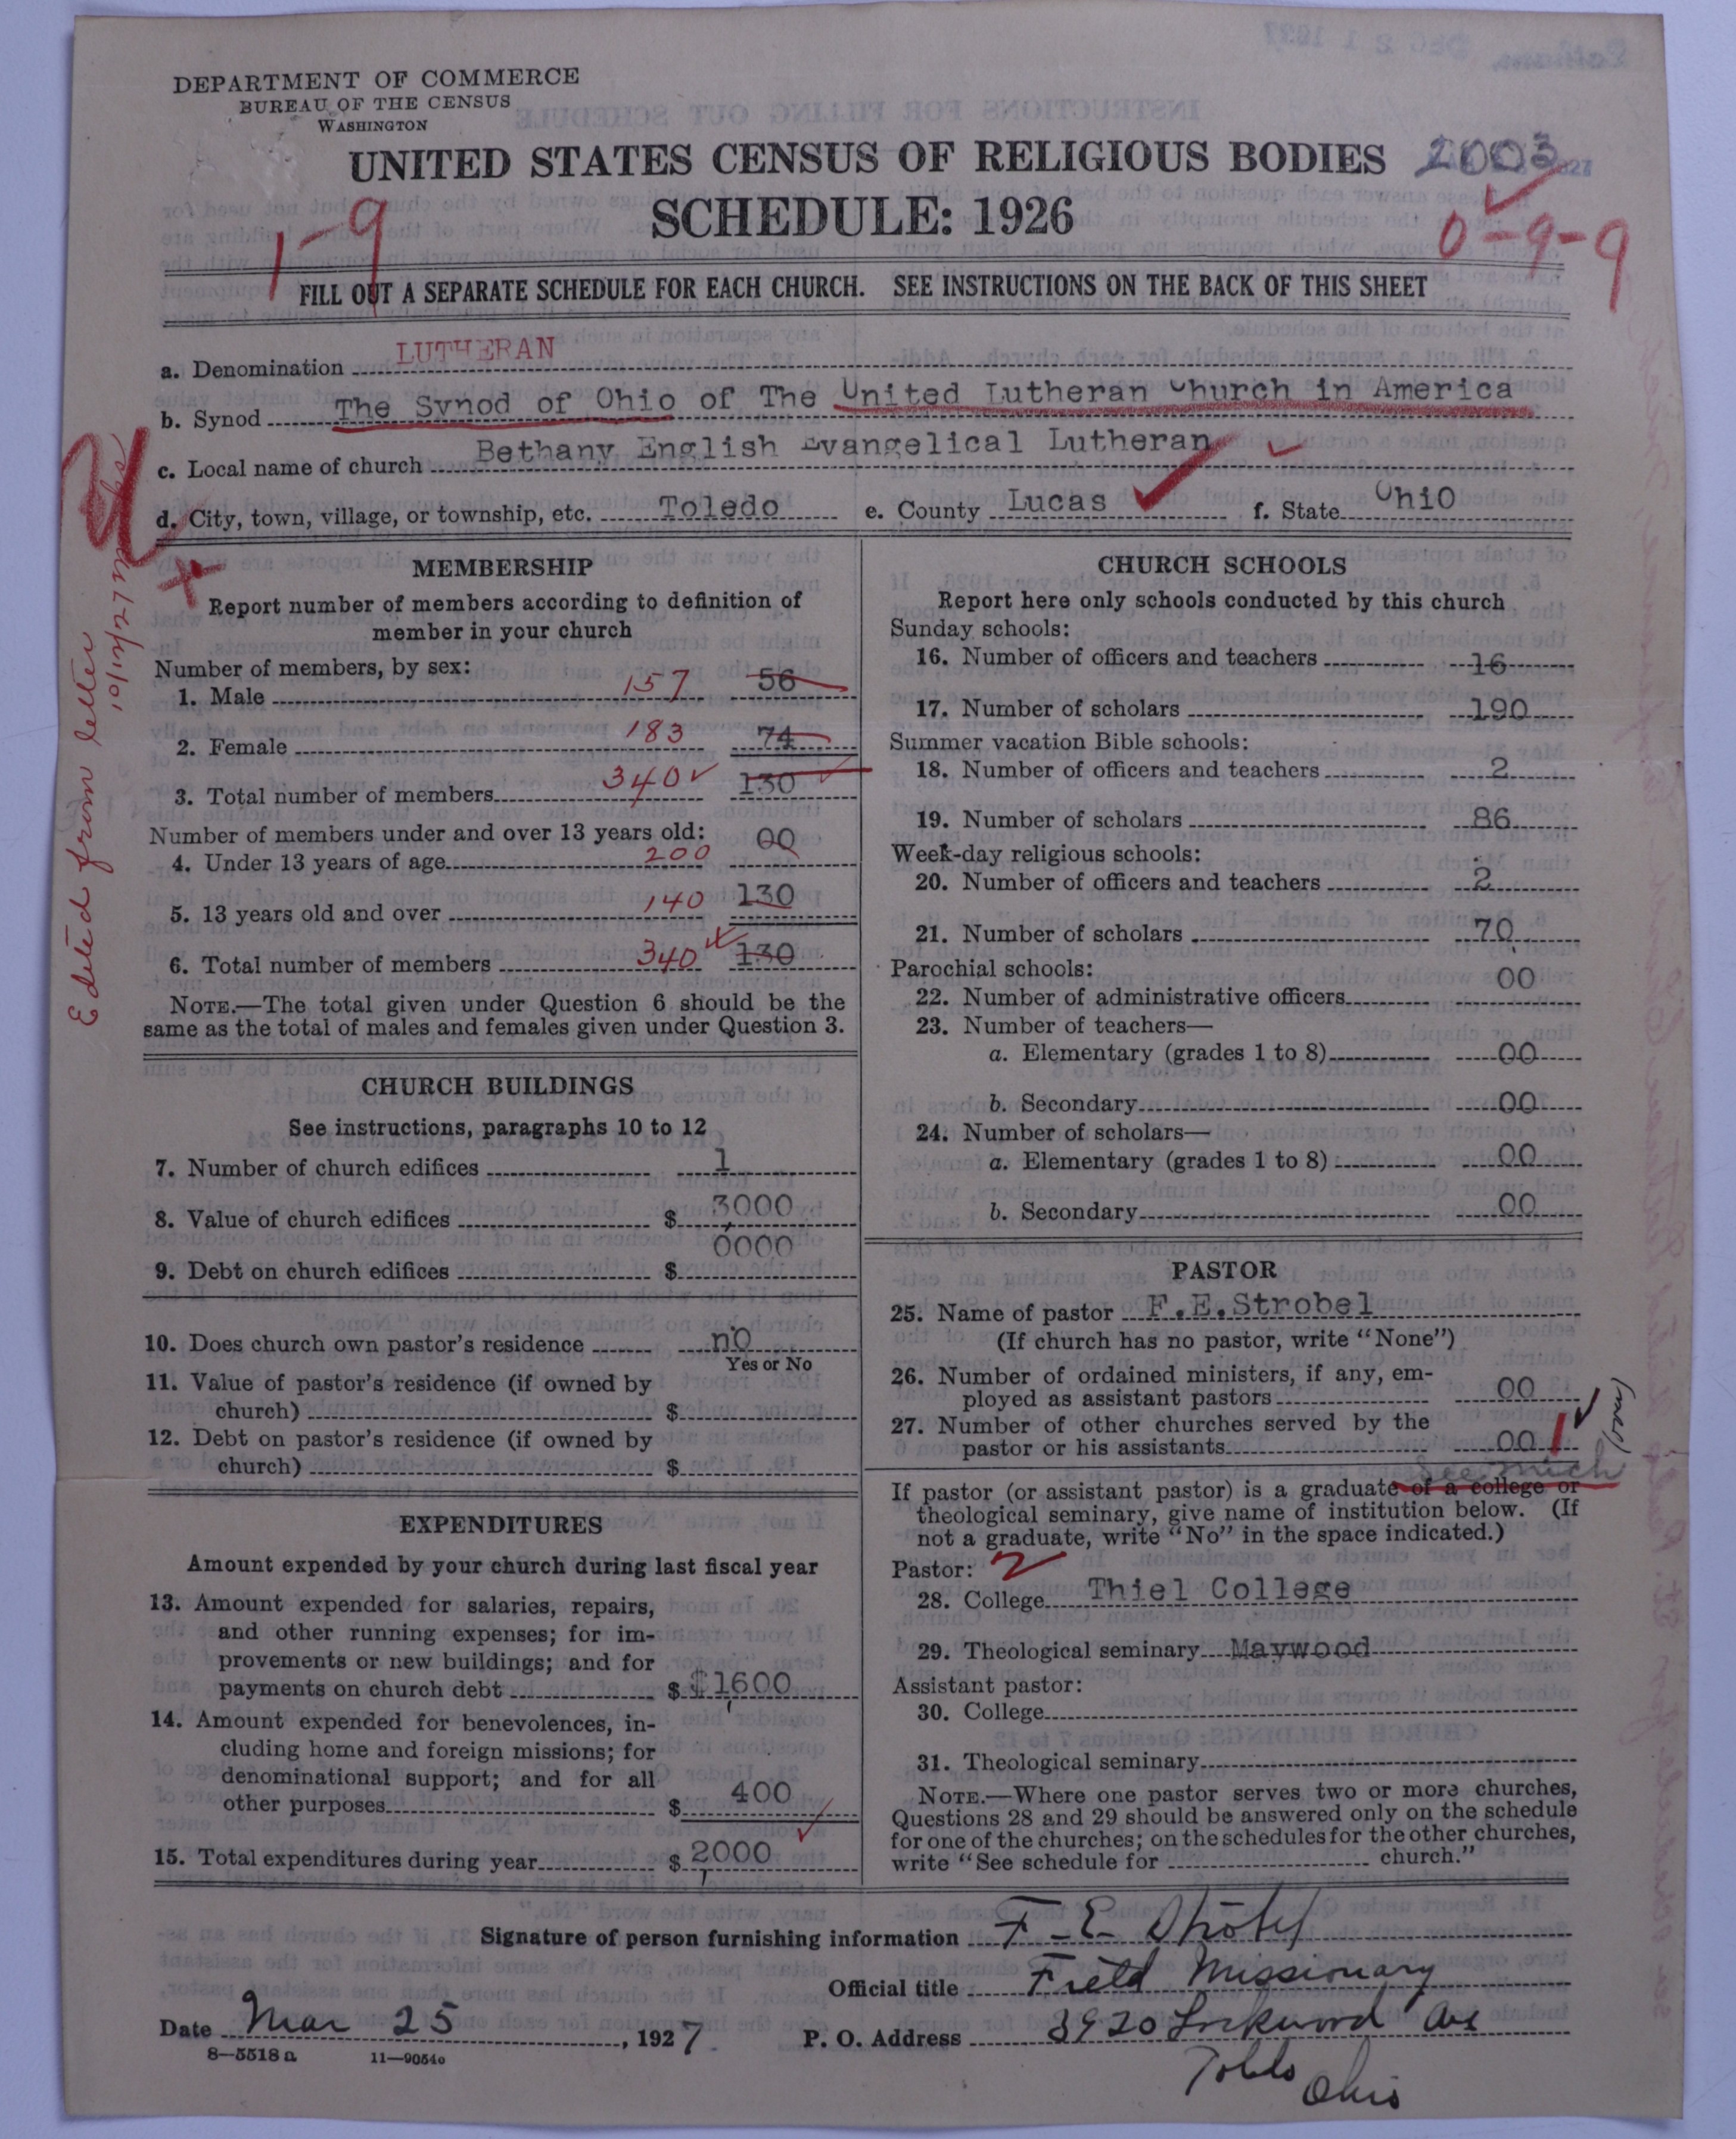 DEPARTMENT OF COMMERCE
BUREAU OF THE CENSUS
WASHINGTON
UNITED STATES CENSUS OF RELIGIOUS BODIES 2003
SCHEDULE: 1926
1-9
0-9-9
FILL OUT A SEPARATE SCHEDULE FOR EACH CHURCH. SEE INSTRUCTIONS ON THE BACK OF THIS SHEET
a. Denomination LUTHERAN
b. Synod The Synod of Ohio of The United Lutheran Church in America
c. Local name of church Bethany English Evangelical Lutheran
d. City, town, village, or township, etc. Toledo e. County Lucas f. State Ohio
Edited from letter
10/12/27
MEMBERSHIP
Report number of members according to definition of
member in your church
Number of members, by sex:
1. Male 157 56
2. Female 183 74
3. Total number of members 340 130
Number of members under and over 13 years old:
4. Under 13 years of age 200 00
5. 13 years old and over 140 130
6. Total number of members 340 130
NOTE.—The total given under Question 6 should be the
same as the total of males and females given under Question 3.
CHURCH BUILDINGS
See instructions, paragraphs 10 to 12
7. Number of church edifices 1
8. Value of church edifices $ 3,000
9. Debt on church edifices $ 0000
10. Does church own pastor's residence no
Yes or No
11. Value of pastor's residence (if owned by
church) $
12. Debt on pastor's residence (if owned by
church) $
EXPENDITURES
Amount expended by your church during last fiscal year
13. Amount expended for salaries, repairs,
and other running expenses; for im-
provements or new buildings; and for
payments on church debt $ $1,600
14. Amount expended for benevolences, in-
cluding home and foreign missions; for
denominational support; and for all
other purposes $ 400
15. Total expenditures during year $ 2,000
CHURCH SCHOOLS
Report here only schools conducted by this church
Sunday schools:
16. Number of officers and teachers 16
17. Number of scholars 190
Summer vacation Bible schools:
18. Number of officers and teachers 2
19. Number of scholars 86
Week-day religious schools:
20. Number of officers and teachers 2
21. Number of scholars 70
Parochial schools:
22. Number of administrative officers 00
23. Number of teachers—
a. Elementary (grades 1 to 8) 00
b. Secondary 00
24. Number of scholars—
a. Elementary (grades 1 to 8) 00
b. Secondary 00
PASTOR
25. Name of pastor F.E.Strobel
(If church has no pastor, write "None")
26. Number of ordained ministers, if any, em-
ployed as assistant pastors 00
27. Number of other churches served by the
pastor or his assistants 00 1
(over)
See Mich
If pastor (or assistant pastor) is a graduate of a college or
theological seminary, give name of institution below. (If
not a graduate, write "No" in the space indicated.)
Pastor: 2
28. College Thiel College
29. Theological seminary Maywood
Assistant pastor:
30. College
31. Theological seminary
NOTE.—Where one pastor serves two or more churches,
Questions 28 and 29 should be answered only on the schedule
for one of the churches; on the schedules for the other churches,
write "See schedule for church."
Signature of person furnishing information F. E. Strobel
Official title Field Missionary
Date Mar 25, 1927 P. O. Address 3920 Lockwood Ave
Toledo Ohio
8—5518 a 11—9054o